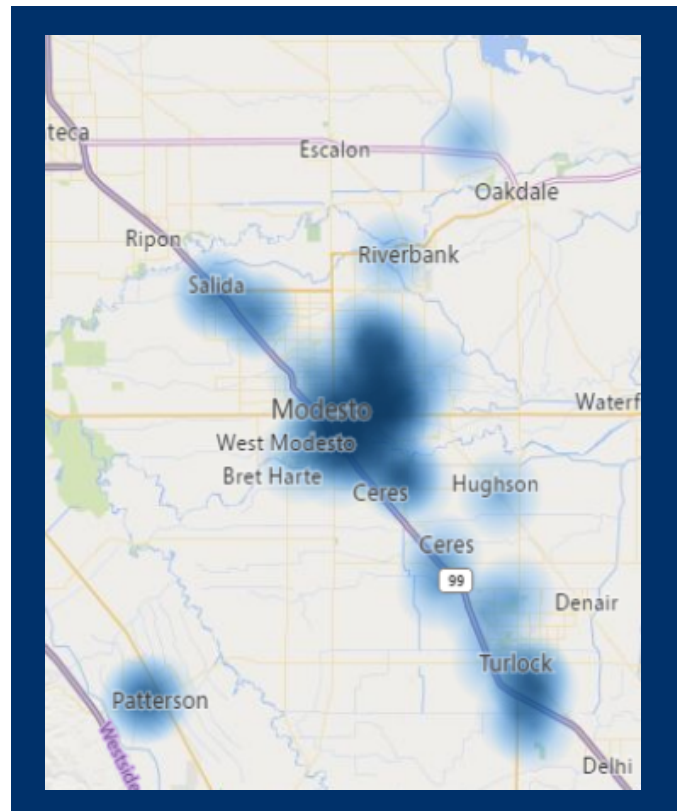 teca
Escalon
Oakdale
Ripon
Riverbank
Salida
Modesto
Waterf
West Modesto
Bret Harte
Ceres
Hughson
Ceres
99
Denair
Turlock
Patterson
Westside
Delhi